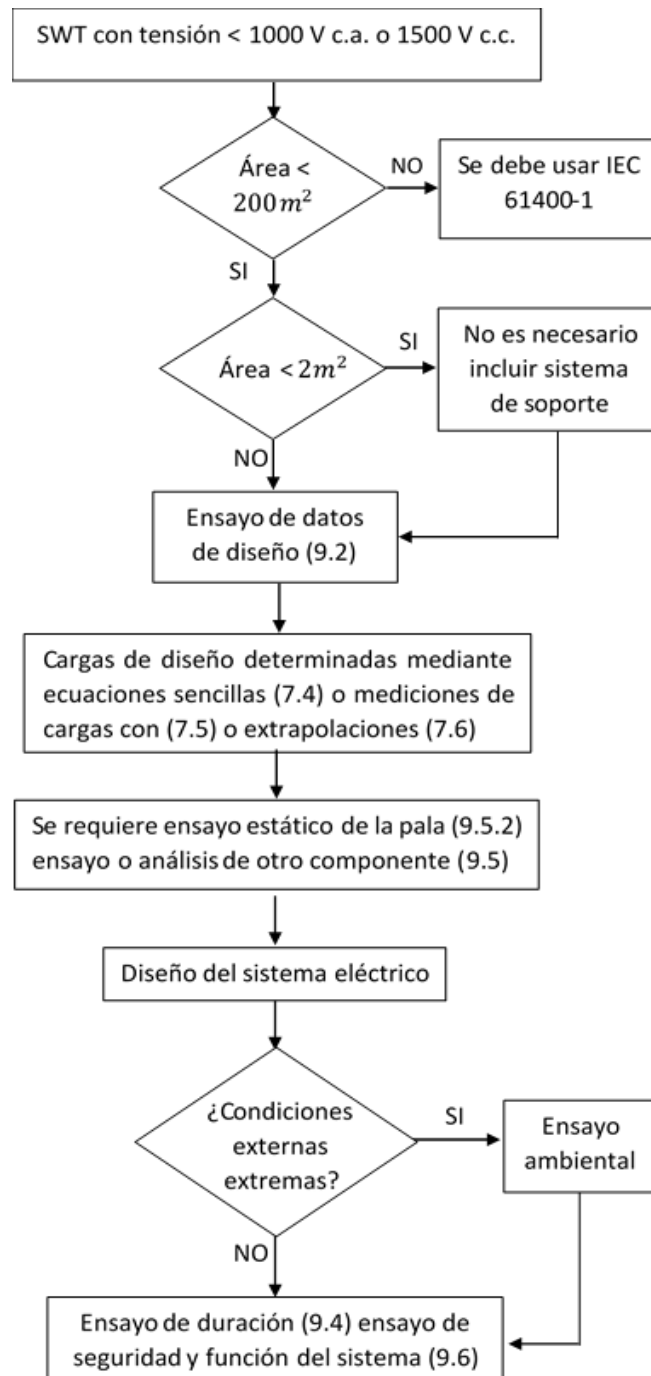 SWT con tensión < 1000 V c.a. o 1500 V c.c.
Área <
200 m²
NO
Se debe usar IEC
61400-1
SI
Área < 2m²
SI
No es necesario
incluir sistema
de soporte
NO
Ensayo de datos
de diseño (9.2)
Cargas de diseño determinadas mediante
ecuaciones sencillas (7.4) o mediciones de
cargas con (7.5) o extrapolaciones (7.6)
Se requiere ensayo estático de la pala (9.5.2)
ensayo o análisis de otro componente (9.5)
Diseño del sistema eléctrico
¿Condiciones
externas
extremas?
SI
Ensayo
ambiental
NO
Ensayo de duración (9.4) ensayo de
seguridad y función del sistema (9.6)